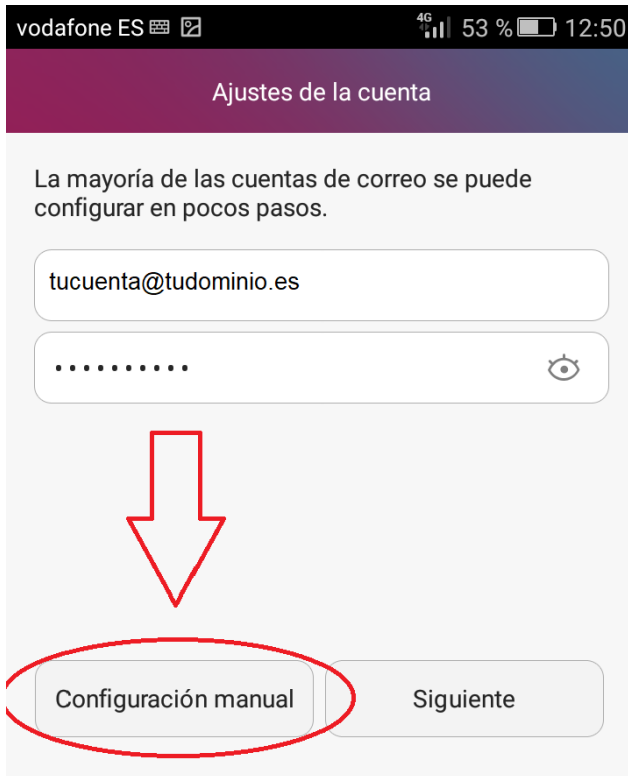 vodafone ES 4G 53 % 12:50
Ajustes de la cuenta
La mayoría de las cuentas de correo se puede
configurar en pocos pasos.
tucuenta@tudominio.es
••••••••••
Configuración manual Siguiente